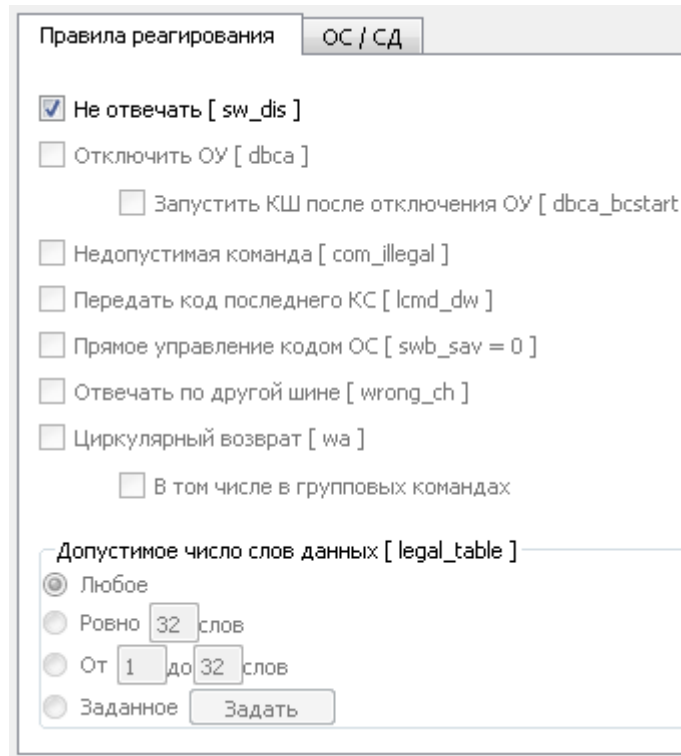 Правила реагирования ОС / СД
Не отвечать [ sw_dis ]
Отключить ОУ [ dbca ]
Запустить КШ после отключения ОУ [ dbca_bcstart
Недопустимая команда [ com_illegal ]
Передать код последнего КС [ lcmd_dw ]
Прямое управление кодом ОС [ swb_sav = 0 ]
Отвечать по другой шине [ wrong_ch ]
Циркулярный возврат [ wa ]
В том числе в групповых командах
Допустимое число слов данных [ legal_table ]
Любое
Ровно 32 слов
От 1 до 32 слов
Заданное Задать